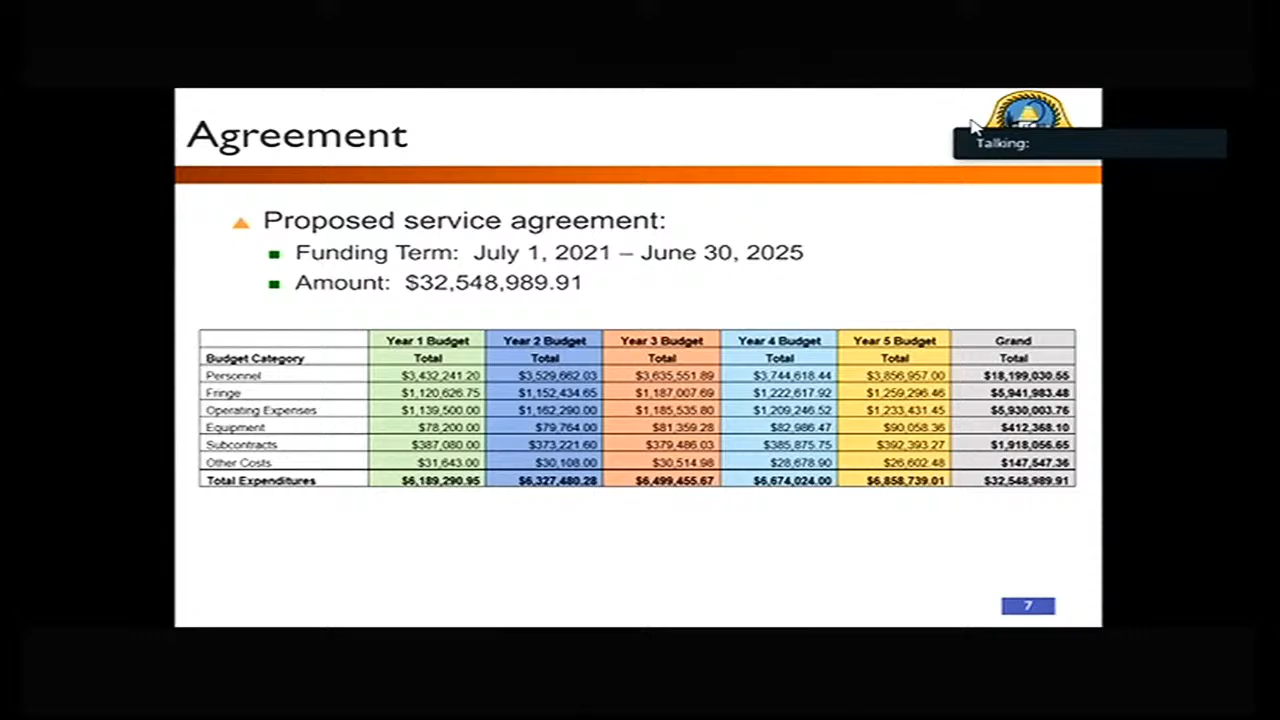 Agreement
Talking:
Proposed service agreement:
Funding Term: July 1, 2021 – June 30, 2025
Amount: $32,548,989.91
Year 1 Budget Year 2 Budget Year 3 Budget Year 4 Budget Year 5 Budget Grand
Budget Category Total Total Total Total Total Total
Personnel $3,432,241.20 $3,529,662.03 $3,635,551.89 $3,744,618.44 $3,856,957.00 $18,199,030.55
Fringe $1,120,626.75 $1,152,434.65 $1,187,007.69 $1,222,617.92 $1,259,296.46 $5,941,983.48
Operating Expenses $1,139,500.00 $1,162,290.00 $1,185,535.80 $1,209,246.52 $1,233,431.45 $5,930,003.76
Equipment $78,200.00 $79,764.00 $81,359.28 $82,986.47 $90,058.36 $412,368.10
Subcontracts $387,080.00 $373,221.60 $379,486.03 $385,875.75 $392,393.27 $1,918,056.65
Other Costs $31,643.00 $30,108.00 $30,514.98 $28,678.90 $26,602.48 $147,547.36
Total Expenditures $6,189,290.95 $6,327,480.28 $6,499,455.67 $6,674,024.00 $6,858,739.01 $32,548,989.91
7